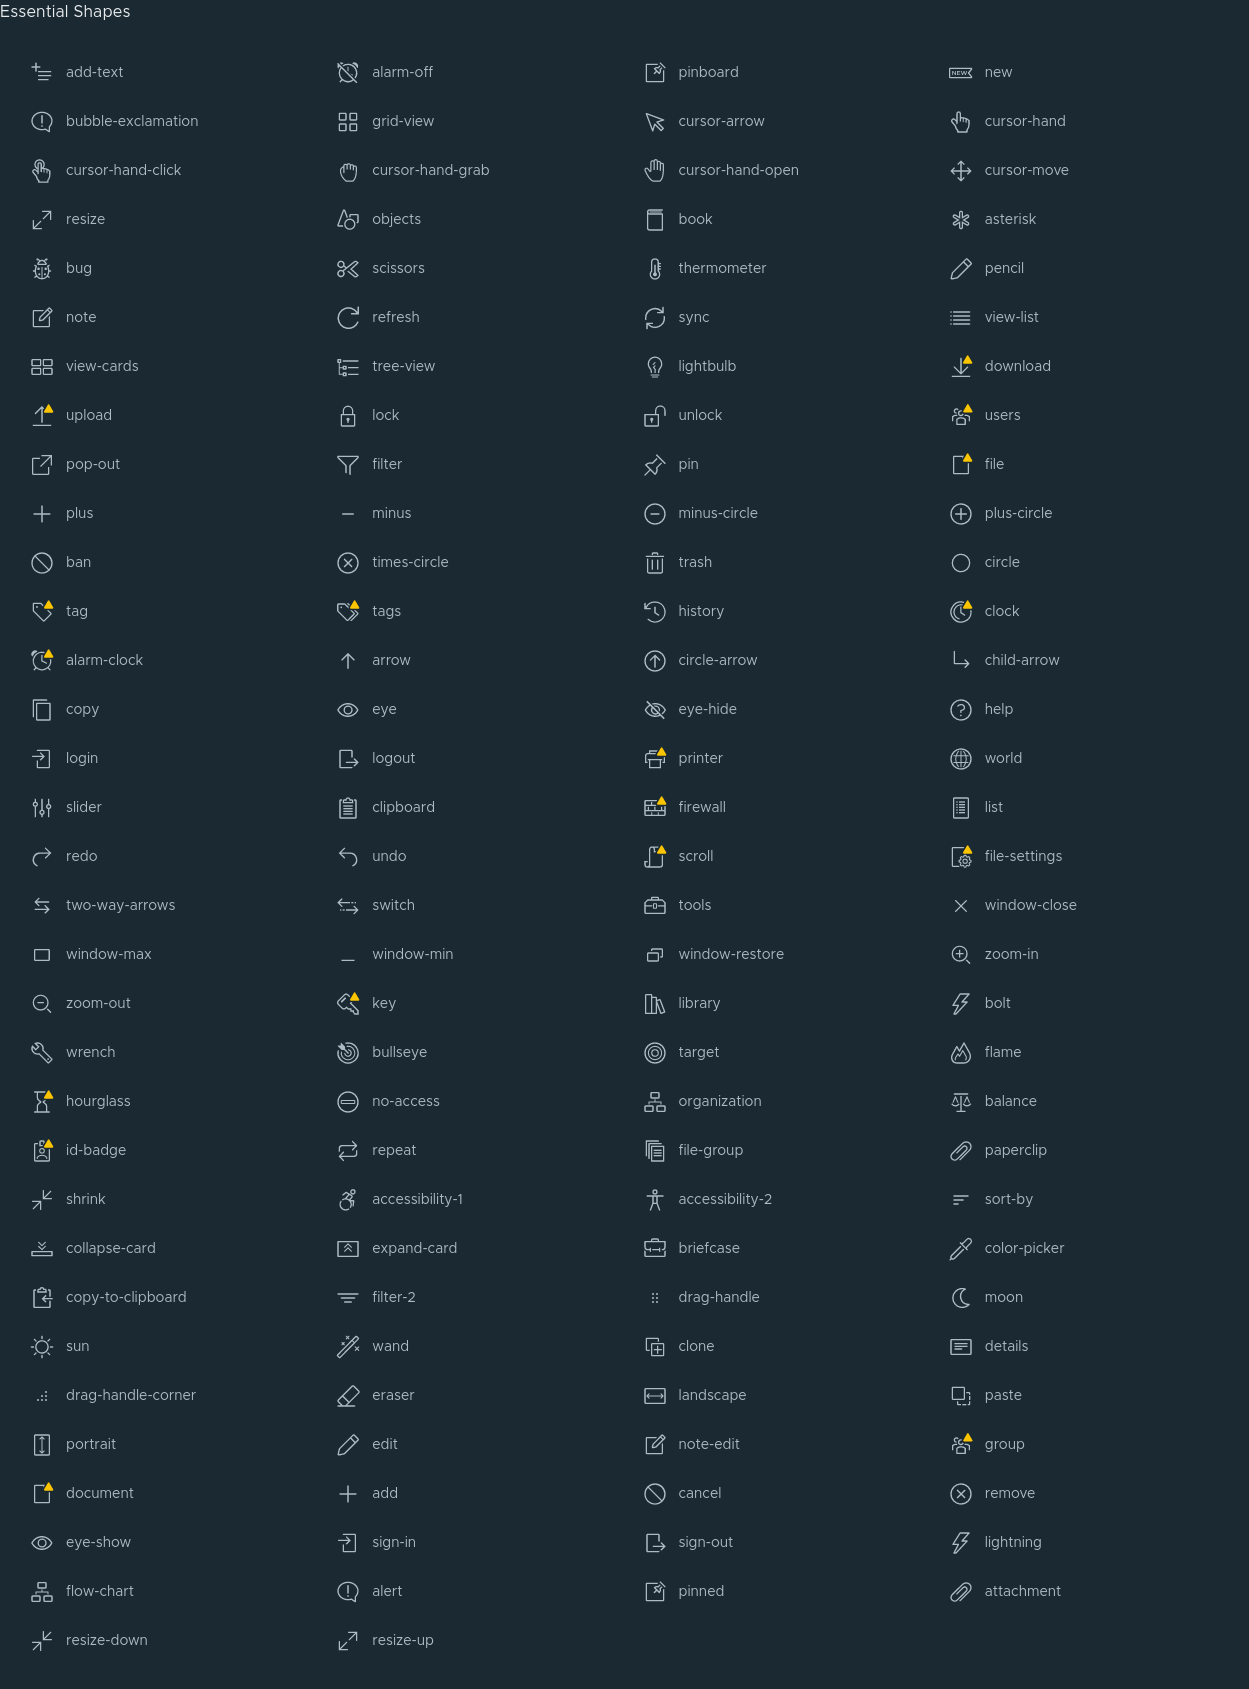 Essential Shapes
add-text
alarm-off
pinboard
NEW
new
bubble-exclamation
grid-view
cursor-arrow
cursor-hand
cursor-hand-click
cursor-hand-grab
cursor-hand-open
cursor-move
resize
objects
book
asterisk
bug
scissors
thermometer
pencil
note
refresh
sync
view-list
view-cards
tree-view
lightbulb
download
upload
lock
unlock
users
pop-out
filter
pin
file
plus
minus
minus-circle
plus-circle
ban
times-circle
trash
circle
tag
tags
history
clock
alarm-clock
arrow
circle-arrow
child-arrow
copy
eye
eye-hide
help
login
logout
printer
world
slider
clipboard
firewall
list
redo
undo
scroll
file-settings
two-way-arrows
switch
tools
window-close
window-max
window-min
window-restore
zoom-in
zoom-out
key
library
bolt
wrench
bullseye
target
flame
hourglass
no-access
organization
balance
id-badge
repeat
file-group
paperclip
shrink
accessibility-1
accessibility-2
sort-by
collapse-card
expand-card
briefcase
color-picker
copy-to-clipboard
filter-2
drag-handle
moon
sun
wand
clone
details
drag-handle-corner
eraser
landscape
paste
portrait
edit
note-edit
group
document
add
cancel
remove
eye-show
sign-in
sign-out
lightning
flow-chart
alert
pinned
attachment
resize-down
resize-up